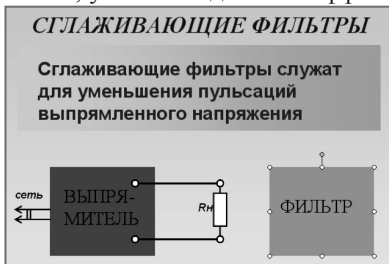 СГЛАЖИВАЮЩИЕ ФИЛЬТРЫ
Сглаживающие фильтры служат
для уменьшения пульсаций
выпрямленного напряжения
сеть
ВЫПРЯ-
МИТЕЛЬ
Rн
ФИЛЬТР